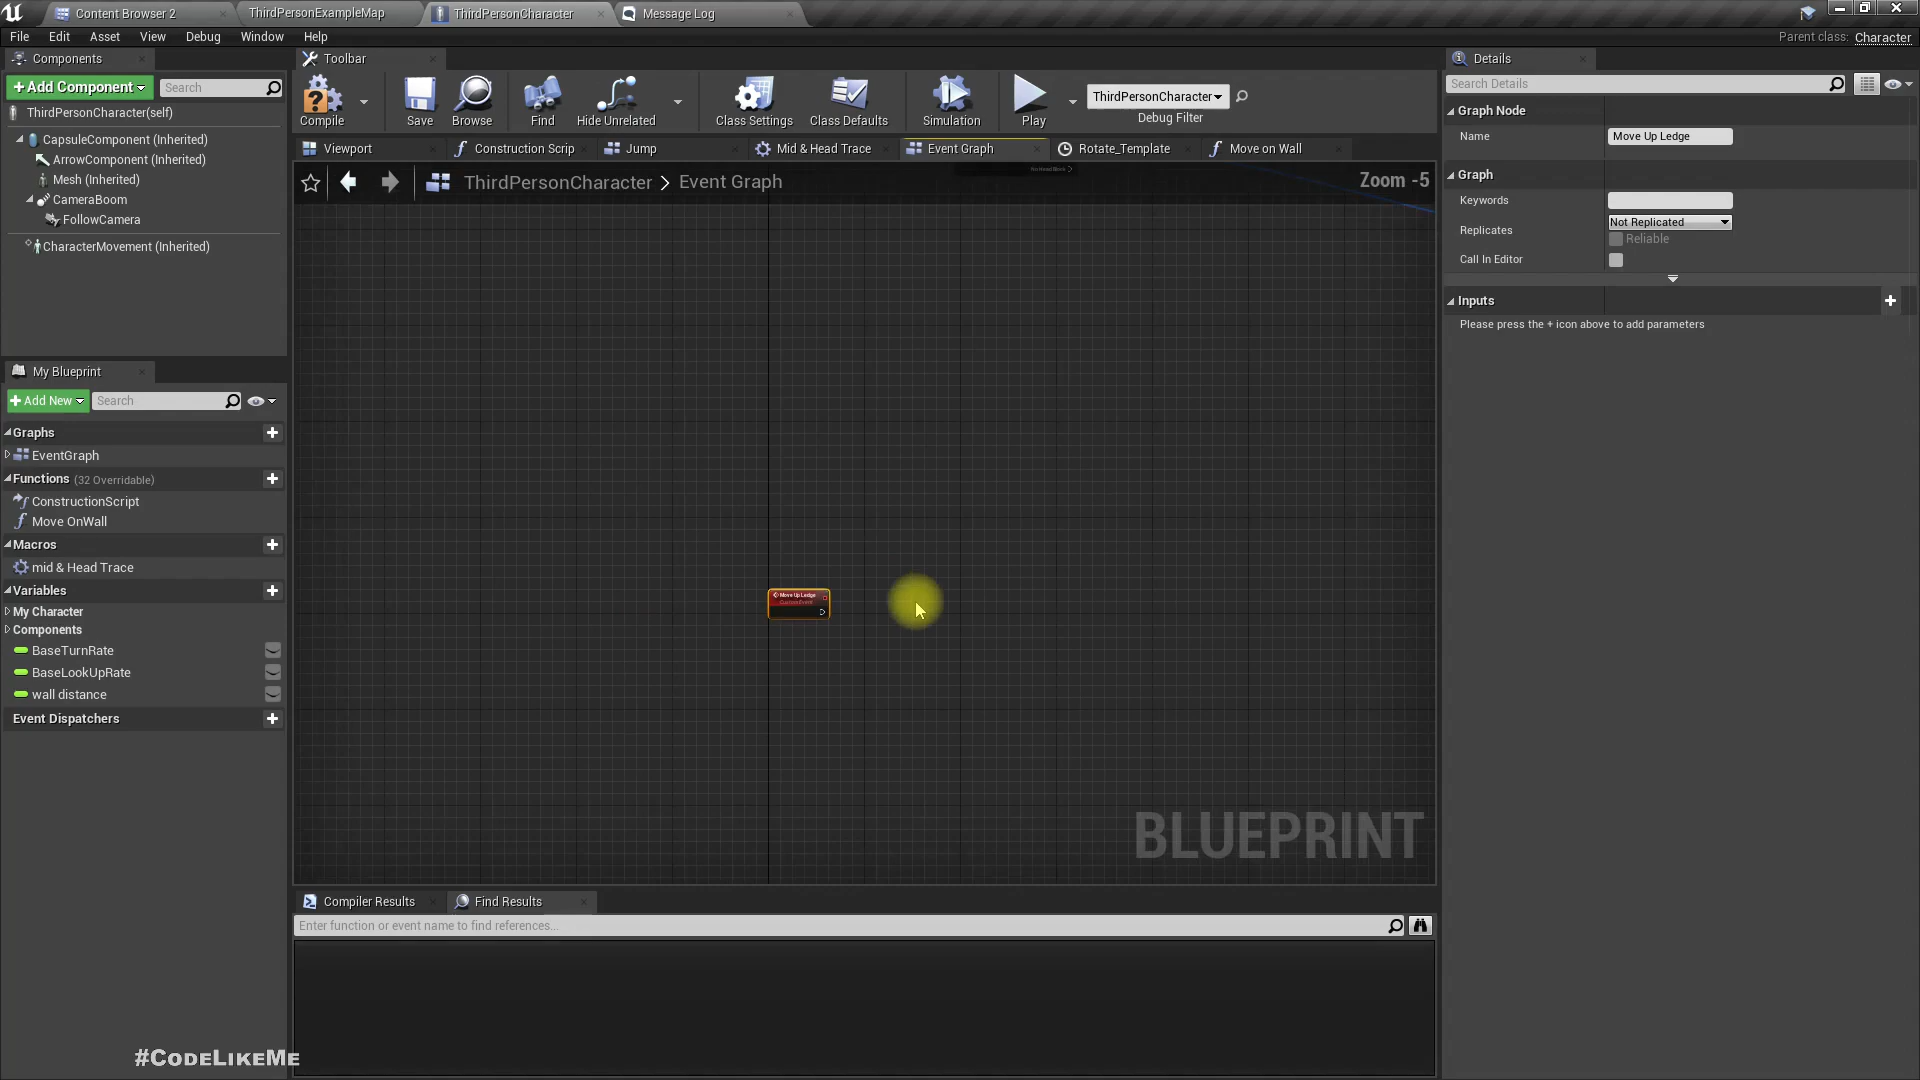 Content Browser 2
ThirdPersonExampleMap
ThirdPersonCharacter
Message Log
File Edit Asset View Debug Window Help
Parent class: Character
Components
+ Add Component
Search
ThirdPersonCharacter(self)
CapsuleComponent (Inherited)
ArrowComponent (Inherited)
Mesh (Inherited)
CameraBoom
FollowCamera
CharacterMovement (Inherited)
My Blueprint
+ Add New
Search
Graphs
EventGraph
Functions (32 Overridable)
ConstructionScript
Move OnWall
Macros
mid & Head Trace
Variables
My Character
Components
BaseTurnRate
BaseLookUpRate
wall distance
Event Dispatchers
#CodeLikeMe
Toolbar
Compile
Save
Browse
Find
Hide Unrelated
Class Settings
Class Defaults
Simulation
Play
ThirdPersonCharacter
Debug Filter
Viewport
Construction Scrip
Jump
Mid & Head Trace
Event Graph
Rotate_Template
Move on Wall
ThirdPersonCharacter > Event Graph
Zoom -5
Move Up Ledge
Custom Event
BLUEPRINT
Compiler Results
Find Results
Enter function or event name to find references...
Details
Search Details
Graph Node
Name
Move Up Ledge
Graph
Keywords
Replicates
Not Replicated
Reliable
Call In Editor
Inputs
Please press the + icon above to add parameters